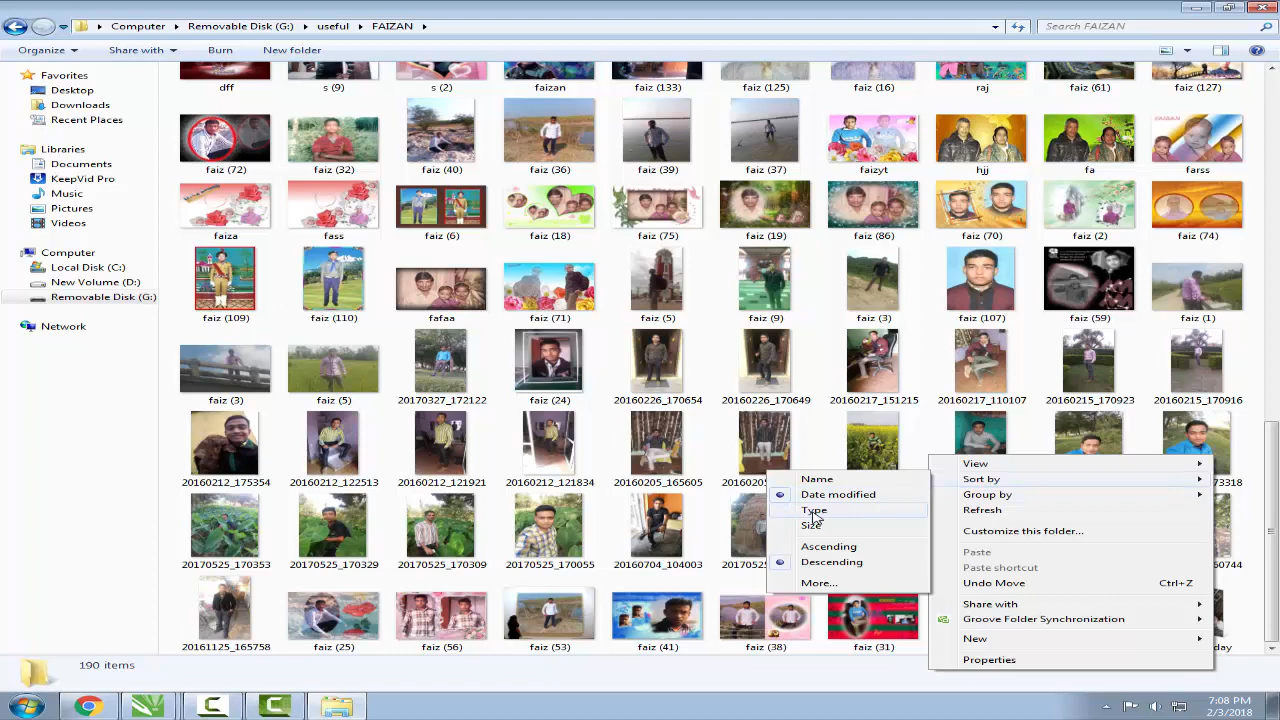 Computer ▸ Removable Disk (G:) ▸ useful ▸ FAIZAN ▸
Search FAIZAN
Organize Share with Burn New folder
Favorites
Desktop
Downloads
Recent Places
Libraries
Documents
KeepVid Pro
Music
Pictures
Videos
Computer
Local Disk (C:)
New Volume (D:)
Removable Disk (G:)
Network
dff s (9) s (2) faizan faiz (133) faiz (125) faiz (16) raj faiz (61) faiz (127)
FAIZAN
faiz (72) faiz (32) faiz (40) faiz (36) faiz (39) faiz (37) faizyt hjj fa farss
faiza fass faiz (6) faiz (18) faiz (75) faiz (19) faiz (86) faiz (70) faiz (2) faiz (74)
faiz (109) faiz (110) fafaa faiz (71) faiz (5) faiz (9) faiz (3) faiz (107) faiz (59) faiz (1)
faiz (3) faiz (5) 20170327_172122 faiz (24) 20160226_170654 20160226_170649 20160217_151215 20160217_110107 20160215_170923 20160215_170916
20160212_175354 20160212_122513 20160212_121921 20160212_121834 20160205_165605
20170525_170353 20170525_170329 20170525_170309 20170525_170055 20160704_104003
20161125_165758 faiz (25) faiz (56) faiz (53) faiz (41) faiz (38) faiz (31)
Name
Date modified
Type
Size
Ascending
Descending
More...
View
Sort by
Group by
Refresh
Customize this folder...
Paste
Paste shortcut
Undo Move Ctrl+Z
Share with
Groove Folder Synchronization
New
Properties
190 items
7:08 PM
2/3/2018